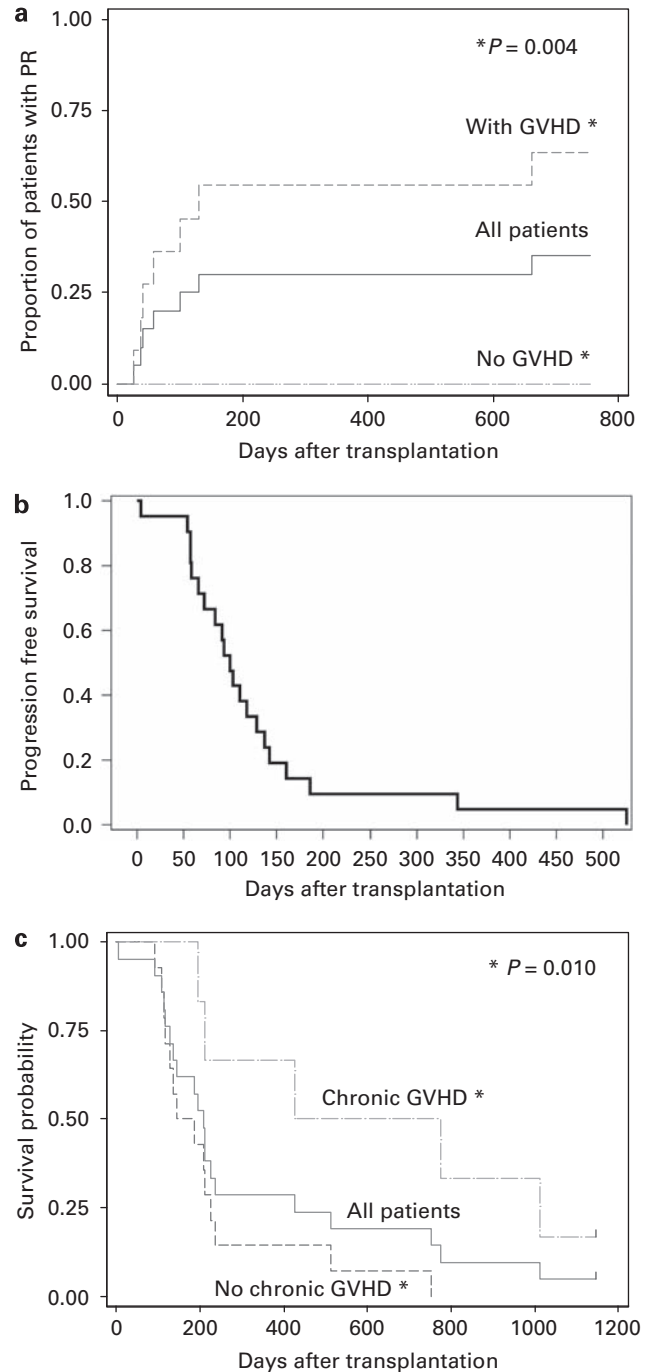 a
1.00
* P = 0.004
0.75
With GVHD *
0.50
All patients
0.25
No GVHD *
0.00
0 200 400 600 800
Proportion of patients with PR
Days after transplantation
b
1.0
0.8
0.6
0.4
0.2
0.0
0 50 100 150 200 250 300 350 400 450 500
Progression free survival
Days after transplantation
c
1.00
* P = 0.010
0.75
Chronic GVHD *
0.50
All patients
0.25
No chronic GVHD *
0.00
0 200 400 600 800 1000 1200
Survival probability
Days after transplantation